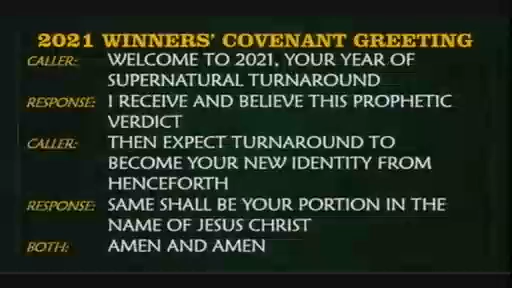 2021 WINNERS' COVENANT GREETING
CALLER: WELCOME TO 2021, YOUR YEAR OF
SUPERNATURAL TURNAROUND
RESPONSE: I RECEIVE AND BELIEVE THIS PROPHETIC
VERDICT
CALLER: THEN EXPECT TURNAROUND TO
BECOME YOUR NEW IDENTITY FROM
HENCEFORTH
RESPONSE: SAME SHALL BE YOUR PORTION IN THE
NAME OF JESUS CHRIST
BOTH: AMEN AND AMEN